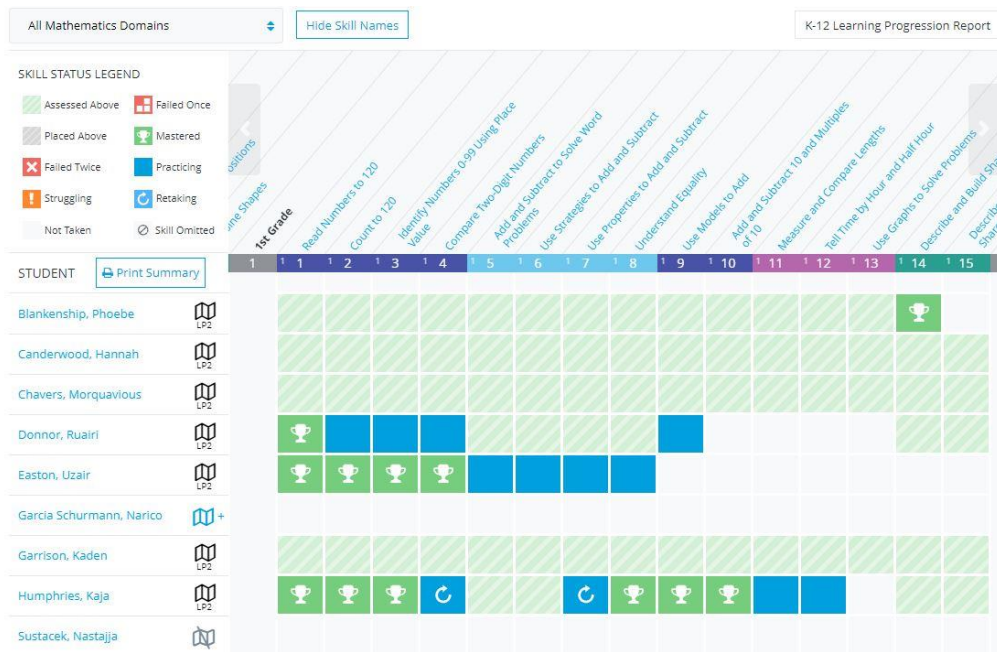 All Mathematics Domains
Hide Skill Names
K-12 Learning Progression Report
SKILL STATUS LEGEND
Assessed Above
Failed Once
Placed Above
Mastered
Failed Twice
Practicing
Struggling
Retaking
Not Taken
Skill Omitted
1st Grade
Read Numbers to 120
Count to 120
Identify Numbers 0-99 Using Place
Value
Compare Two-Digit Numbers
Add and Subtract to Solve Word
Problems
Use Strategies to Add and Subtract
Use Properties to Add and Subtract
Understand Equality
Use Models to Add
Add and Subtract 10 and Multiples
of 10
Measure and Compare Lengths
Tell Time by Hour and Half Hour
Use Graphs to Solve Problems
Describe and Build
STUDENT
Print Summary
1 1 1 1 2 1 3 1 4 1 5 1 6 1 7 1 8 1 9 1 10 1 11 1 12 1 13 1 14 1 15
Blankenship, Phoebe LP2
Canderwood, Hannah LP2
Chavers, Morquavious LP2
Donnor, Ruairi LP2
Easton, Uzair LP2
Garcia Schurmann, Narico +
Garrison, Kaden LP2
Humphries, Kaja LP2
Sustacek, Nastajja